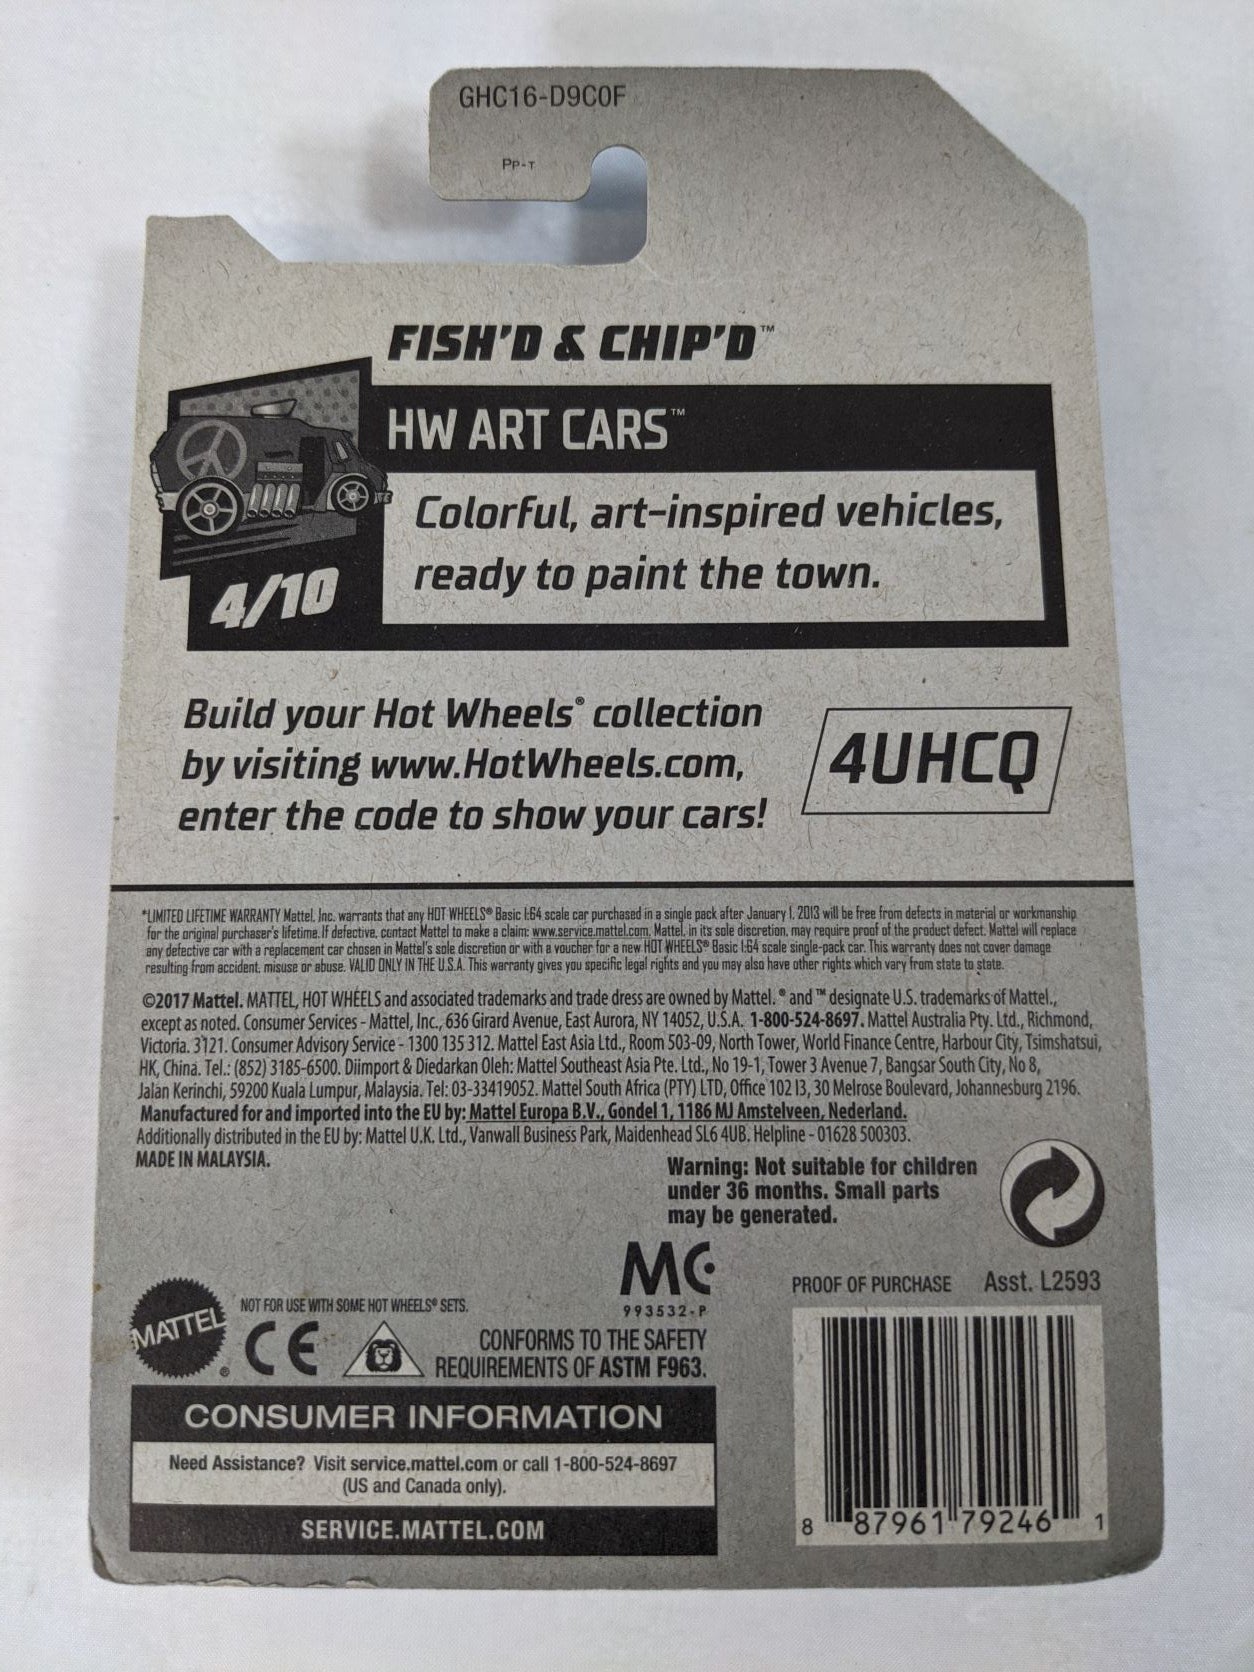 GHC16-D9C0F
PP-T
FISH'D & CHIP'D™
HW ART CARS™
Colorful, art-inspired vehicles,
ready to paint the town.
4/10
Build your Hot Wheels® collection
by visiting www.HotWheels.com,
enter the code to show your cars!
4UHCQ
*LIMITED LIFETIME WARRANTY Mattel, Inc. warrants that any HOT WHEELS® Basic 1:64 scale car purchased in a single pack after January 1, 2013 will be free from defects in material or workmanship
for the original purchaser's lifetime. If defective, contact Mattel to make a claim: www.service.mattel.com. Mattel, in its sole discretion, may require proof of the product defect. Mattel will replace
any defective car with a replacement car chosen in Mattel's sole discretion or with a voucher for a new HOT WHEELS® Basic 1:64 scale single-pack car. This warranty does not cover damage
resulting from accident, misuse or abuse. VALID ONLY IN THE U.S.A. This warranty gives you specific legal rights and you may also have other rights which vary from state to state.
©2017 Mattel. MATTEL, HOT WHEELS and associated trademarks and trade dress are owned by Mattel. ® and ™ designate U.S. trademarks of Mattel.,
except as noted. Consumer Services - Mattel, Inc., 636 Girard Avenue, East Aurora, NY 14052, U.S.A. 1-800-524-8697. Mattel Australia Pty. Ltd., Richmond,
Victoria. 3121. Consumer Advisory Service - 1300 135 312. Mattel East Asia Ltd., Room 503-09, North Tower, World Finance Centre, Harbour City, Tsimshatsui,
HK, China. Tel.: (852) 3185-6500. Diimport & Diedarkan Oleh: Mattel Southeast Asia Pte. Ltd., No 19-1, Tower 3 Avenue 7, Bangsar South City, No 8,
Jalan Kerinchi, 59200 Kuala Lumpur, Malaysia. Tel: 03-33419052. Mattel South Africa (PTY) LTD, Office 102 I3, 30 Melrose Boulevard, Johannesburg 2196.
Manufactured for and imported into the EU by: Mattel Europa B.V., Gondel 1, 1186 MJ Amstelveen, Nederland.
Additionally distributed in the EU by: Mattel U.K. Ltd., Vanwall Business Park, Maidenhead SL6 4UB. Helpline - 01628 500303.
MADE IN MALAYSIA.
Warning: Not suitable for children
under 36 months. Small parts
may be generated.
MC
993532-P
PROOF OF PURCHASE Asst. L2593
MATTEL®
NOT FOR USE WITH SOME HOT WHEELS® SETS.
CE
CONFORMS TO THE SAFETY
REQUIREMENTS OF ASTM F963.
CONSUMER INFORMATION
Need Assistance? Visit service.mattel.com or call 1-800-524-8697
(US and Canada only).
SERVICE.MATTEL.COM
8 87961 79246 1